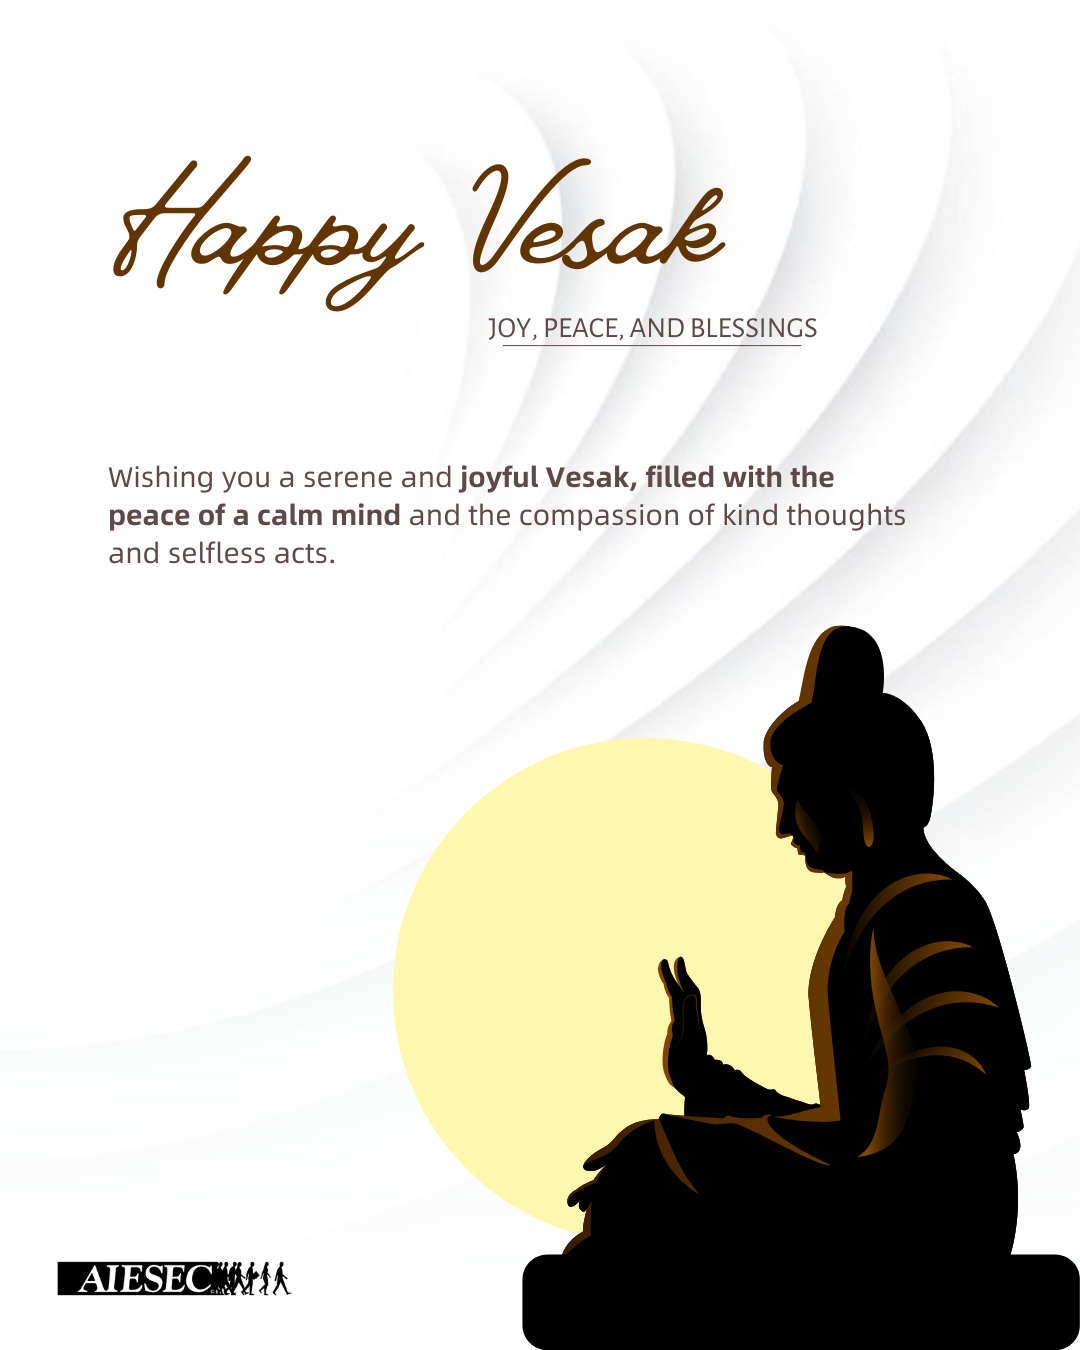 Happy Vesak
JOY, PEACE, AND BLESSINGS
Wishing you a serene and joyful Vesak, filled with the
peace of a calm mind and the compassion of kind thoughts
and selfless acts.
AIESEC